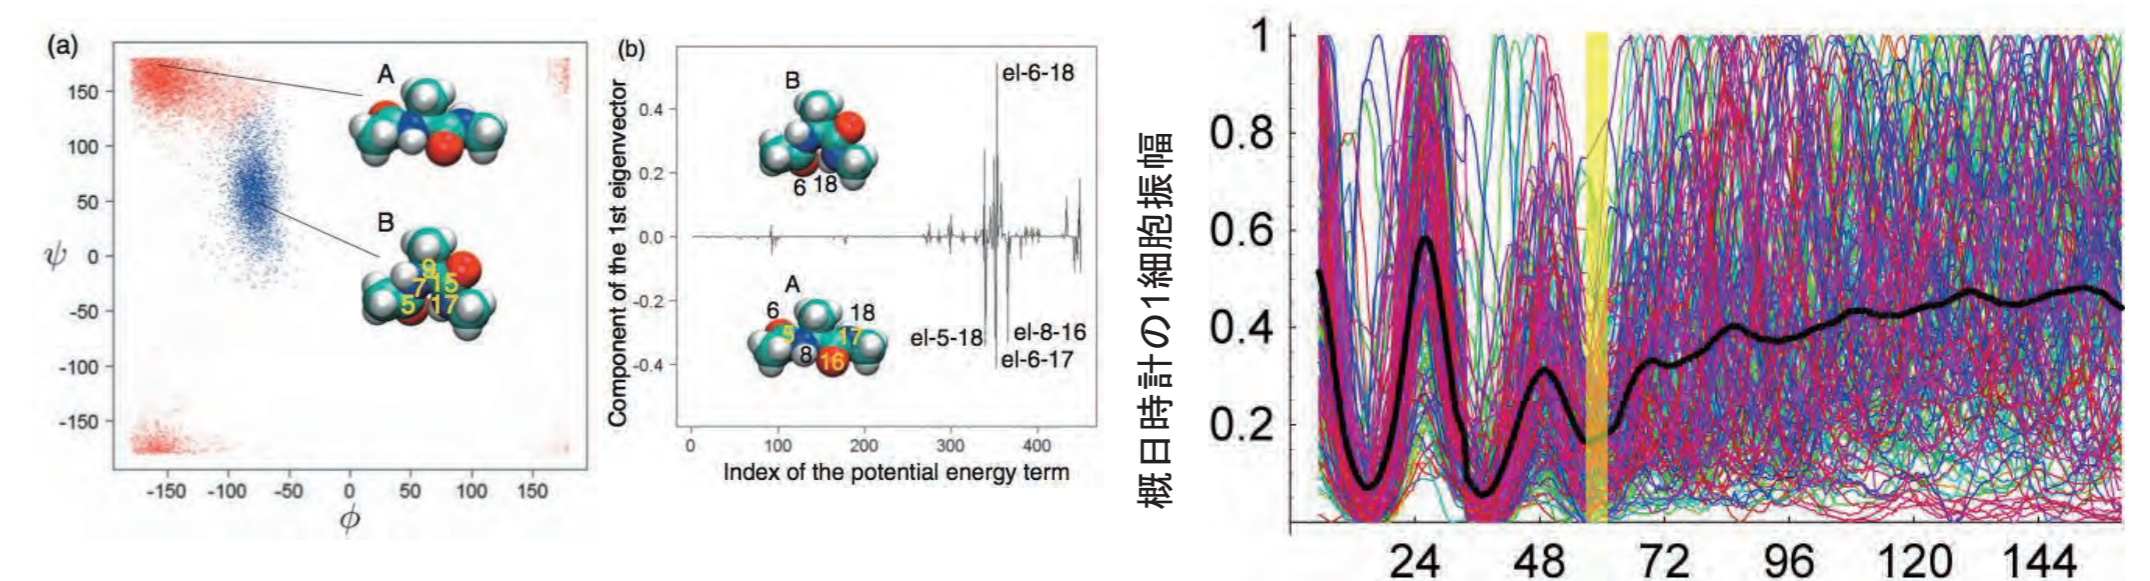 (a)
150
100
50
0
-50
-100
-150
ψ
-150 -100 -50 0 50 100 150
ϕ
A
B
9
7 15
5 17
(b)
Component of the 1st eigenvector
0.4
0.2
0.0
-0.2
-0.4
0 100 200 300 400
Index of the potential energy term
B
6 18
A
6 18
5 17
8 16
el-6-18
el-5-18
el-8-16
el-6-17
概日時計の1細胞振幅
1
0.8
0.6
0.4
0.2
24 48 72 96 120 144